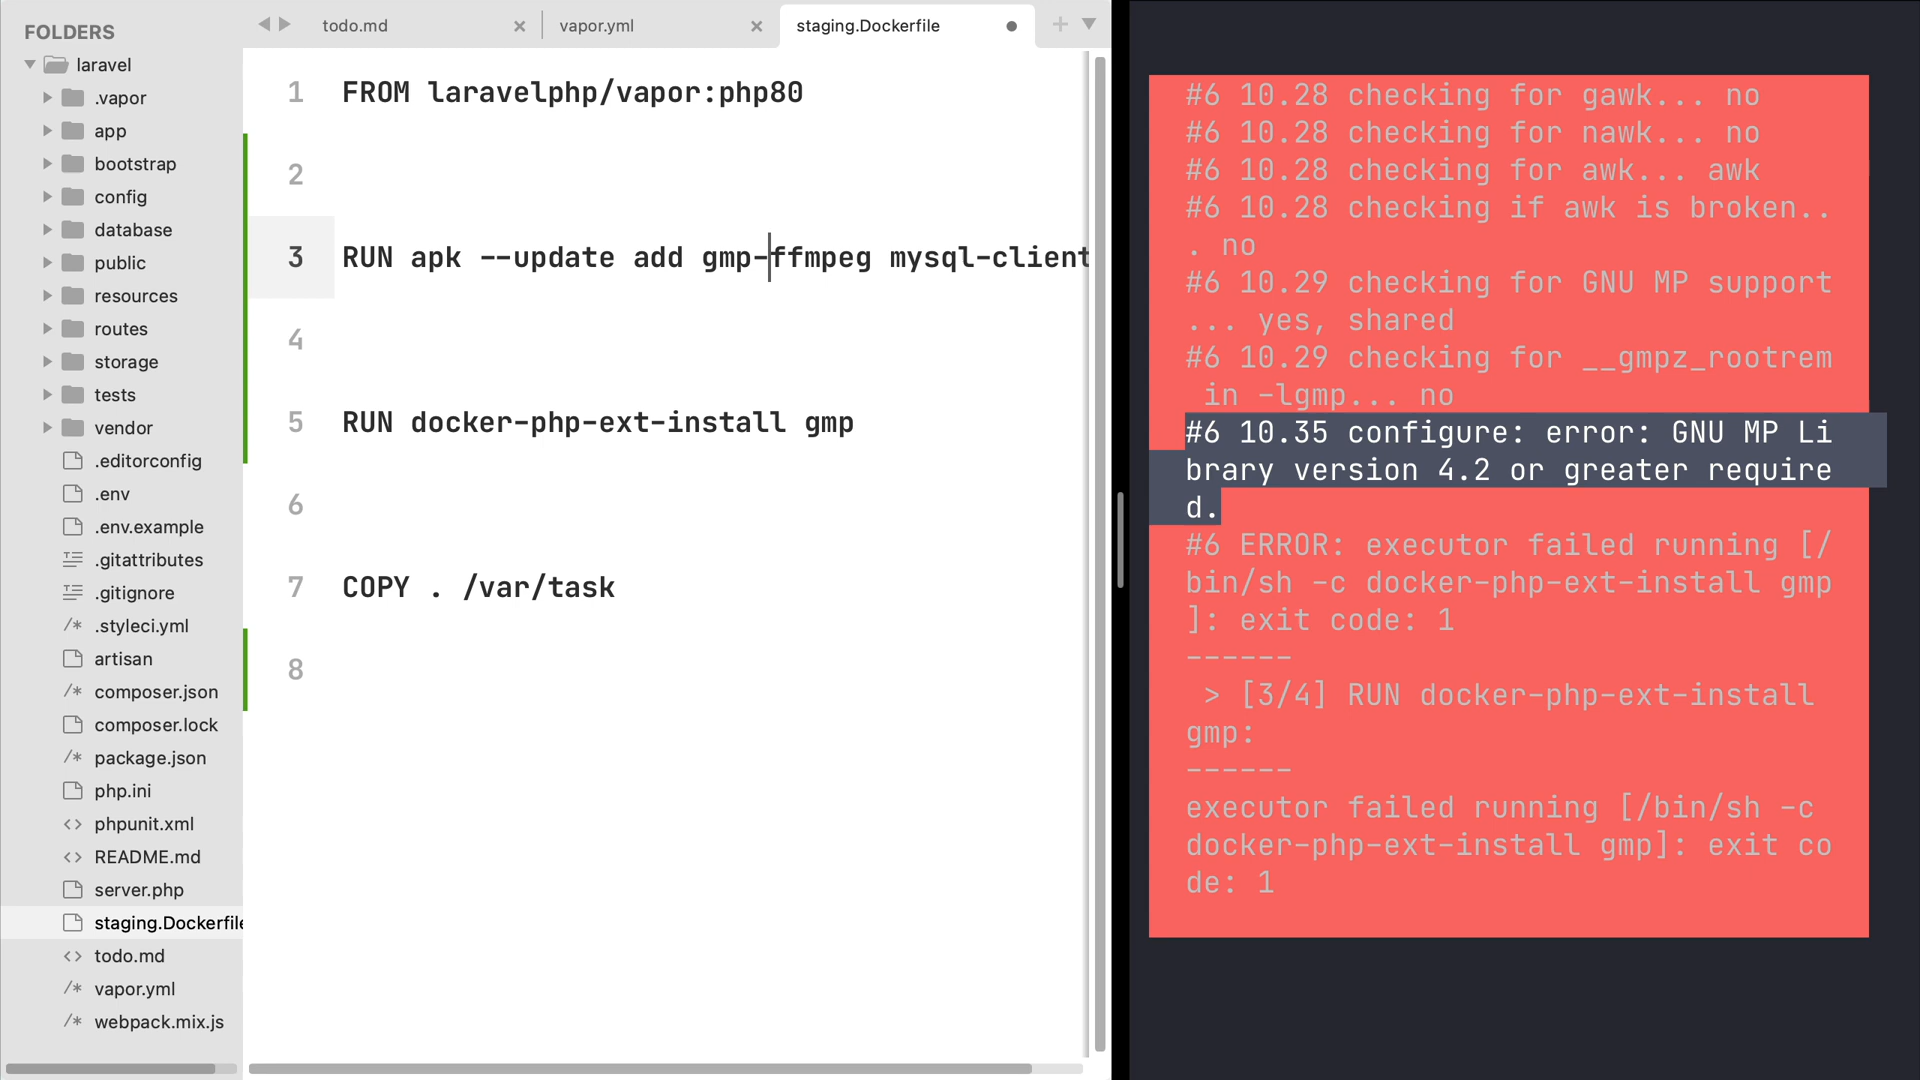 FOLDERS
laravel
.vapor
app
bootstrap
config
database
public
resources
routes
storage
tests
vendor
.editorconfig
.env
.env.example
.gitattributes
.gitignore
/* .styleci.yml
artisan
/* composer.json
composer.lock
/* package.json
php.ini
<> phpunit.xml
<> README.md
server.php
staging.Dockerfile
<> todo.md
/* vapor.yml
/* webpack.mix.js
todo.md × vapor.yml × staging.Dockerfile
1 FROM laravelphp/vapor:php80
2
3 RUN apk --update add gmp-ffmpeg mysql-client
4
5 RUN docker-php-ext-install gmp
6
7 COPY . /var/task
8
#6 10.28 checking for gawk... no
#6 10.28 checking for nawk... no
#6 10.28 checking for awk... awk
#6 10.28 checking if awk is broken..
. no
#6 10.29 checking for GNU MP support
... yes, shared
#6 10.29 checking for __gmpz_rootrem
in -lgmp... no
#6 10.35 configure: error: GNU MP Li
brary version 4.2 or greater require
d.
#6 ERROR: executor failed running [/
bin/sh -c docker-php-ext-install gmp
]: exit code: 1
------
> [3/4] RUN docker-php-ext-install
gmp:
------
executor failed running [/bin/sh -c
docker-php-ext-install gmp]: exit co
de: 1